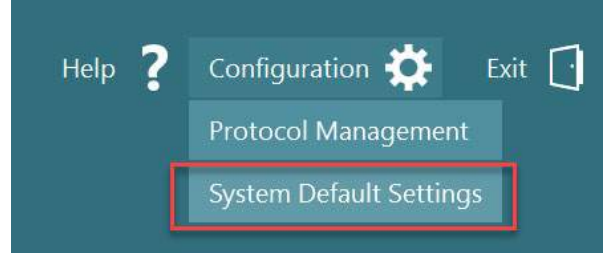 Help ? Configuration Exit
Protocol Management
System Default Settings